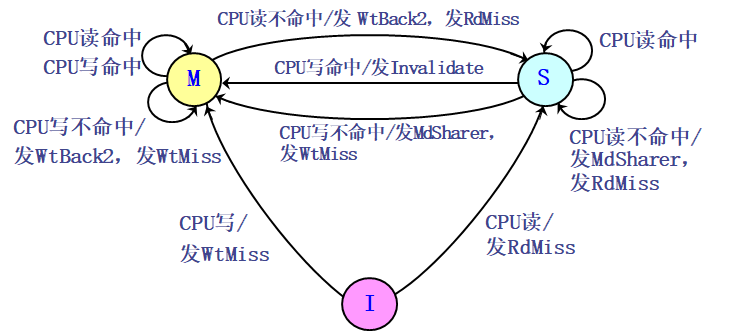 CPU读不命中/发 WtBack2，发RdMiss
CPU读命中
CPU写命中
CPU读命中
M
CPU写命中/发Invalidate
S
CPU写不命中/
发WtBack2，发WtMiss
CPU写不命中/发MdSharer，
发WtMiss
CPU读不命中/
发MdSharer，
发RdMiss
CPU写/
发WtMiss
CPU读/
发RdMiss
I